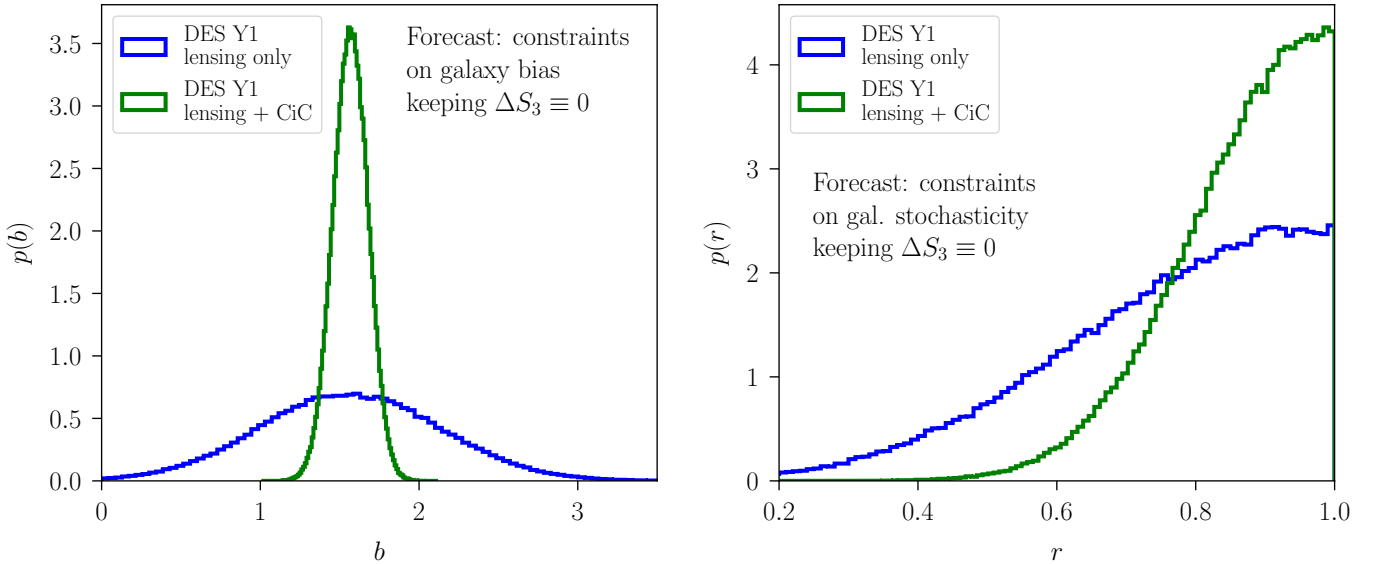 DES Y1
lensing only
DES Y1
lensing + CiC
Forecast: constraints
on galaxy bias
keeping ΔS₃ ≡ 0
3.5
3.0
2.5
2.0
1.5
1.0
0.5
0.0
p(b)
0 1 2 3
b
DES Y1
lensing only
DES Y1
lensing + CiC
Forecast: constraints
on gal. stochasticity
keeping ΔS₃ ≡ 0
4
3
2
1
0
p(r)
0.2 0.4 0.6 0.8 1.0
r